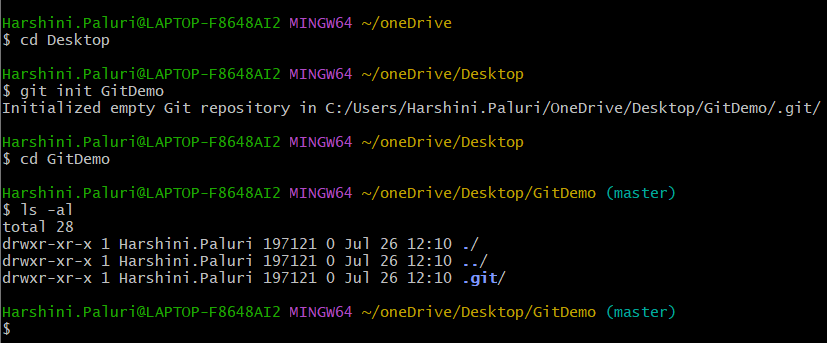 Harshini.Paluri@LAPTOP-F8648AI2 MINGW64 ~/oneDrive
$ cd Desktop
Harshini.Paluri@LAPTOP-F8648AI2 MINGW64 ~/oneDrive/Desktop
$ git init GitDemo
Initialized empty Git repository in C:/Users/Harshini.Paluri/OneDrive/Desktop/GitDemo/.git/
Harshini.Paluri@LAPTOP-F8648AI2 MINGW64 ~/oneDrive/Desktop
$ cd GitDemo
Harshini.Paluri@LAPTOP-F8648AI2 MINGW64 ~/oneDrive/Desktop/GitDemo (master)
$ ls -al
total 28
drwxr-xr-x 1 Harshini.Paluri 197121 0 Jul 26 12:10 ./
drwxr-xr-x 1 Harshini.Paluri 197121 0 Jul 26 12:10 ../
drwxr-xr-x 1 Harshini.Paluri 197121 0 Jul 26 12:10 .git/
Harshini.Paluri@LAPTOP-F8648AI2 MINGW64 ~/oneDrive/Desktop/GitDemo (master)
$